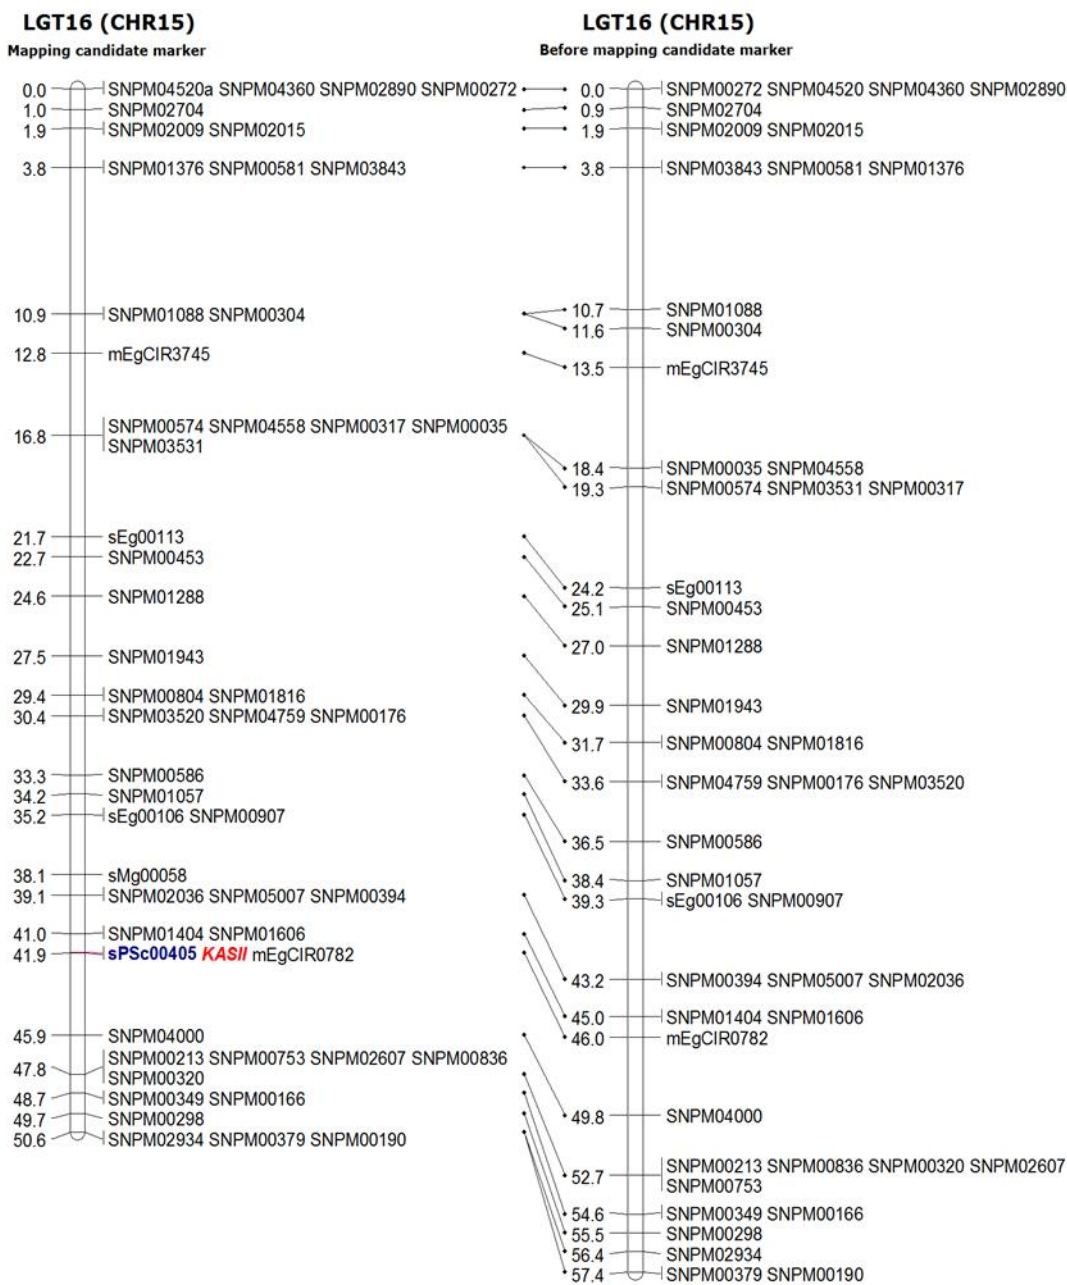 LGT16 (CHR15)
Mapping candidate marker
0.0 SNPM04520a SNPM04360 SNPM02890 SNPM00272
1.0 SNPM02704
1.9 SNPM02009 SNPM02015
3.8 SNPM01376 SNPM00581 SNPM03843
10.9 SNPM01088 SNPM00304
12.8 mEgCIR3745
16.8 SNPM00574 SNPM04558 SNPM00317 SNPM00035
SNPM03531
21.7 sEg00113
22.7 SNPM00453
24.6 SNPM01288
27.5 SNPM01943
29.4 SNPM00804 SNPM01816
30.4 SNPM03520 SNPM04759 SNPM00176
33.3 SNPM00586
34.2 SNPM01057
35.2 sEg00106 SNPM00907
38.1 sMg00058
39.1 SNPM02036 SNPM05007 SNPM00394
41.0 SNPM01404 SNPM01606
41.9 sPSc00405 KASII mEgCIR0782
45.9 SNPM04000
47.8 SNPM00213 SNPM00753 SNPM02607 SNPM00836
SNPM00320
48.7 SNPM00349 SNPM00166
49.7 SNPM00298
50.6 SNPM02934 SNPM00379 SNPM00190
LGT16 (CHR15)
Before mapping candidate marker
0.0 SNPM00272 SNPM04520 SNPM04360 SNPM02890
0.9 SNPM02704
1.9 SNPM02009 SNPM02015
3.8 SNPM03843 SNPM00581 SNPM01376
10.7 SNPM01088
11.6 SNPM00304
13.5 mEgCIR3745
18.4 SNPM00035 SNPM04558
19.3 SNPM00574 SNPM03531 SNPM00317
24.2 sEg00113
25.1 SNPM00453
27.0 SNPM01288
29.9 SNPM01943
31.7 SNPM00804 SNPM01816
33.6 SNPM04759 SNPM00176 SNPM03520
36.5 SNPM00586
38.4 SNPM01057
39.3 sEg00106 SNPM00907
43.2 SNPM00394 SNPM05007 SNPM02036
45.0 SNPM01404 SNPM01606
46.0 mEgCIR0782
49.8 SNPM04000
52.7 SNPM00213 SNPM00836 SNPM00320 SNPM02607
SNPM00753
54.6 SNPM00349 SNPM00166
55.5 SNPM00298
56.4 SNPM02934
57.4 SNPM00379 SNPM00190